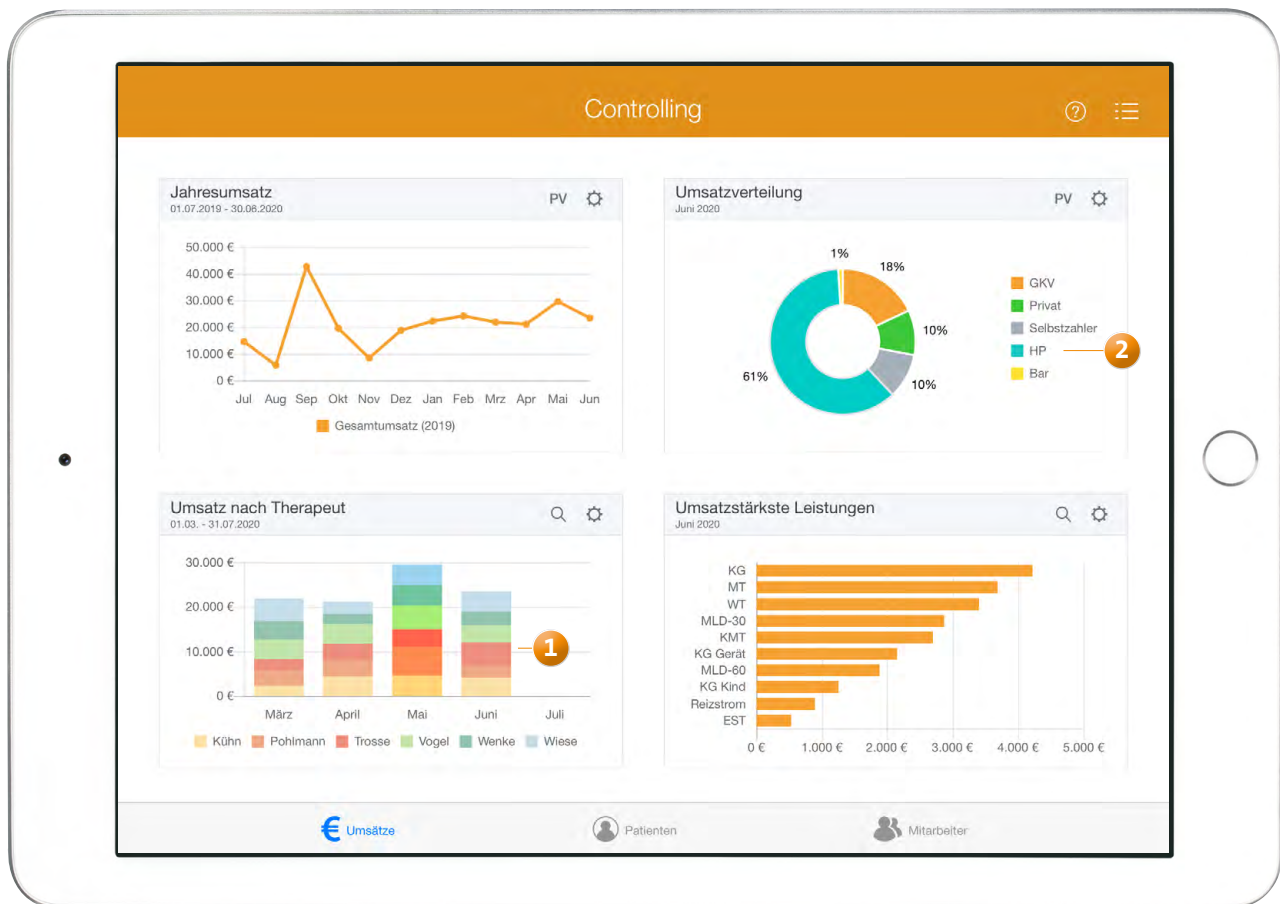 Controlling
?
Jahresumsatz
01.07.2019 - 30.06.2020
PV
50.000 €
40.000 €
30.000 €
20.000 €
10.000 €
0 €
Jul Aug Sep Okt Nov Dez Jan Feb Mrz Apr Mai Jun
Gesamtumsatz (2019)
Umsatzverteilung
Juni 2020
PV
1%
18%
10%
10%
61%
GKV
Privat
Selbstzahler
HP
Bar
2
Umsatz nach Therapeut
01.03. - 31.07.2020
30.000 €
20.000 €
10.000 €
0 €
März April Mai Juni Juli
Kühn Pohlmann Trosse Vogel Wenke Wiese
1
Umsatzstärkste Leistungen
Juni 2020
KG
MT
WT
MLD-30
KMT
KG Gerät
MLD-60
KG Kind
Reizstrom
EST
0 € 1.000 € 2.000 € 3.000 € 4.000 € 5.000 €
€ Umsätze
Patienten
Mitarbeiter